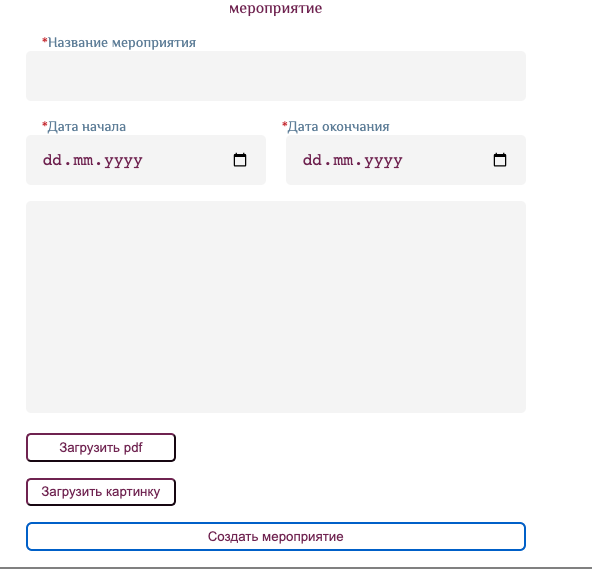 мероприятие
*Название мероприятия
*Дата начала *Дата окончания
dd.mm.yyyy dd.mm.yyyy
Загрузить pdf
Загрузить картинку
Создать мероприятие